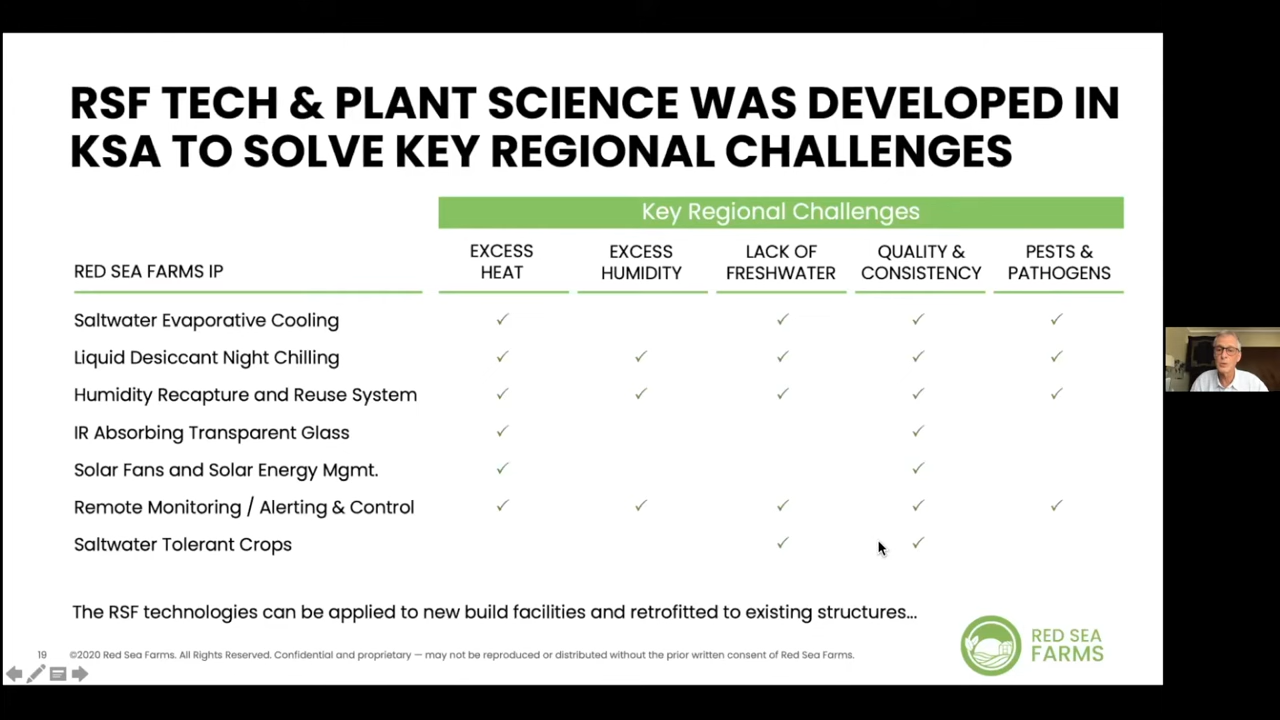 RSF TECH & PLANT SCIENCE WAS DEVELOPED IN
KSA TO SOLVE KEY REGIONAL CHALLENGES
Key Regional Challenges
RED SEA FARMS IP
EXCESS
HEAT
EXCESS
HUMIDITY
LACK OF
FRESHWATER
QUALITY &
CONSISTENCY
PESTS &
PATHOGENS
Saltwater Evaporative Cooling ✓ ✓ ✓ ✓
Liquid Desiccant Night Chilling ✓ ✓ ✓ ✓ ✓
Humidity Recapture and Reuse System ✓ ✓ ✓ ✓ ✓
IR Absorbing Transparent Glass ✓ ✓
Solar Fans and Solar Energy Mgmt. ✓ ✓
Remote Monitoring / Alerting & Control ✓ ✓ ✓ ✓ ✓
Saltwater Tolerant Crops ✓ ✓
The RSF technologies can be applied to new build facilities and retrofitted to existing structures...
RED SEA
FARMS
19 ©2020 Red Sea Farms. All Rights Reserved. Confidential and proprietary — may not be reproduced or distributed without the prior written consent of Red Sea Farms.